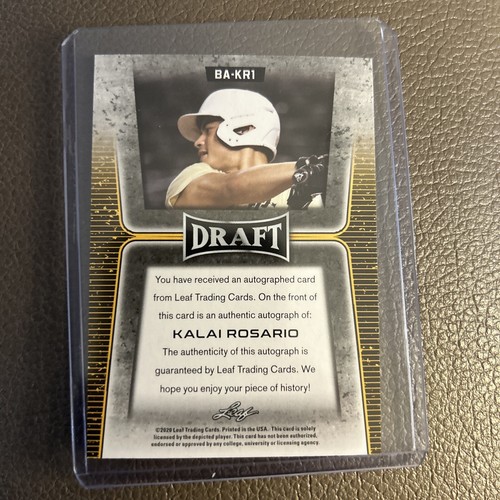 BA-KR1
DRAFT
You have received an autographed card
from Leaf Trading Cards. On the front of
this card is an authentic autograph of:
KALAI ROSARIO
The authenticity of this autograph is
guaranteed by Leaf Trading Cards. We
hope you enjoy your piece of history!
Leaf
©2020 Leaf Trading Cards. Printed in the USA. This card is solely
licensed by the depicted player. This card has not been authorized,
endorsed or approved by any college, university or licensing agency.